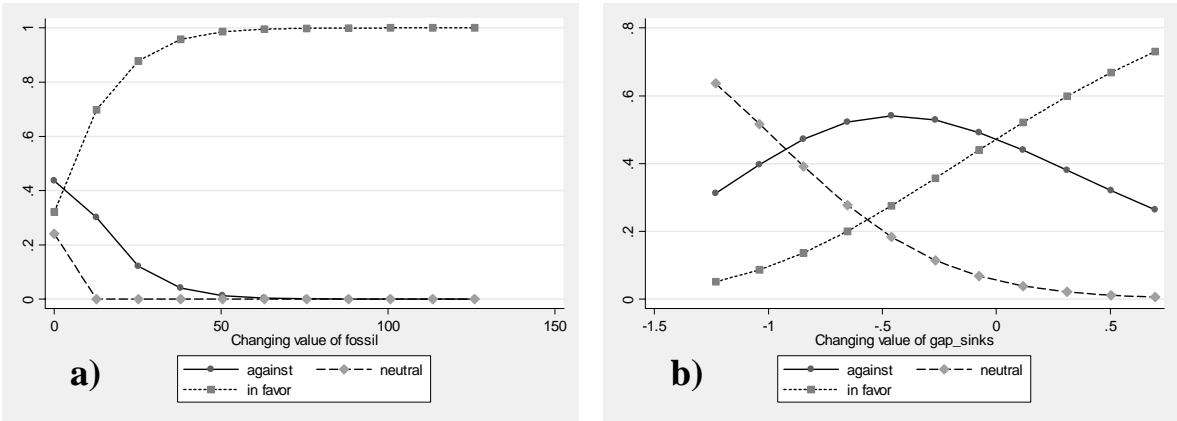 1
.8
.6
.4
.2
0
0 50 100 150
Changing value of fossil
against neutral
in favor
a)
.8
.6
.4
.2
0
-1.5 -1 -.5 0 .5
Changing value of gap_sinks
against neutral
in favor
b)